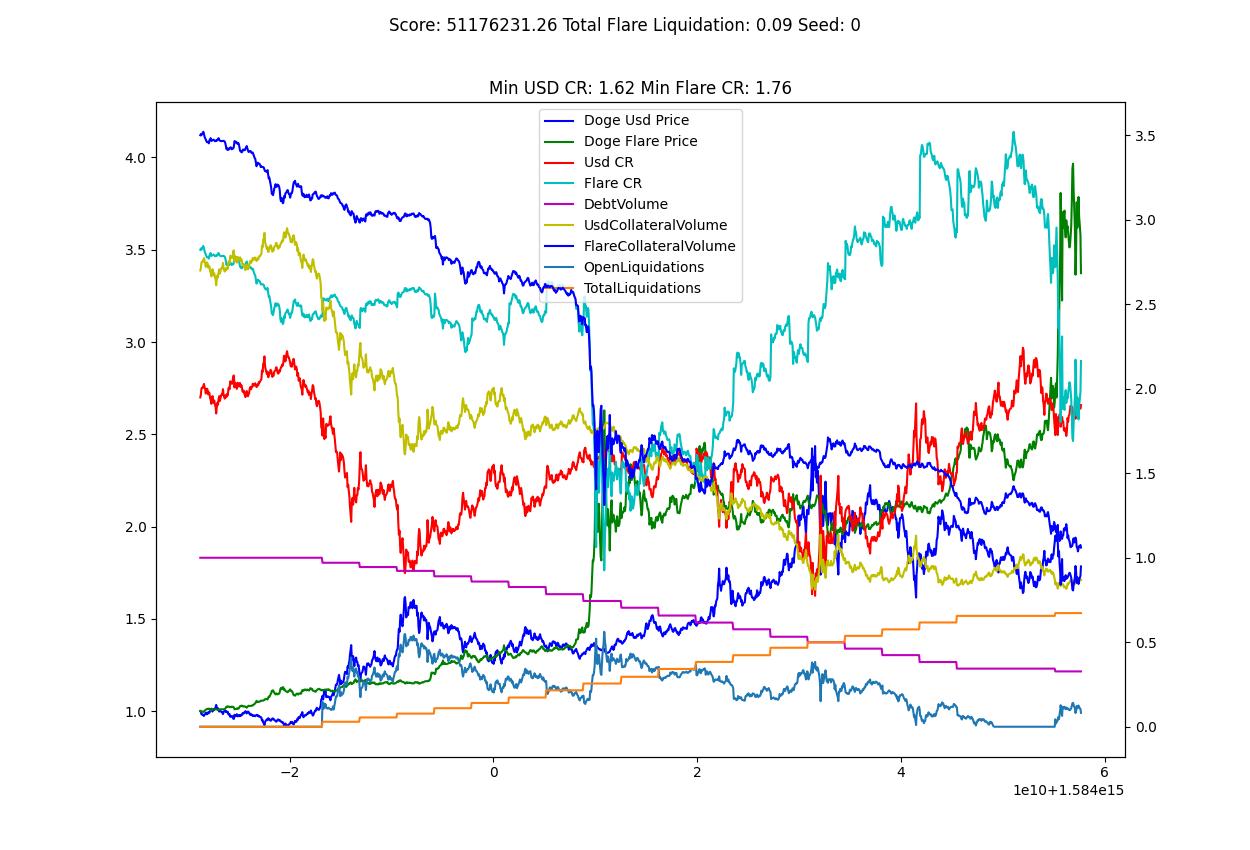 Score: 51176231.26 Total Flare Liquidation: 0.09 Seed: 0
Min USD CR: 1.62 Min Flare CR: 1.76
Doge Usd Price
Doge Flare Price
Usd CR
Flare CR
DebtVolume
UsdCollateralVolume
FlareCollateralVolume
OpenLiquidations
TotalLiquidations
4.0
3.5
3.0
2.5
2.0
1.5
1.0
3.5
3.0
2.5
2.0
1.5
1.0
0.5
0.0
−2 0 2 4 6
1e10+1.584e15